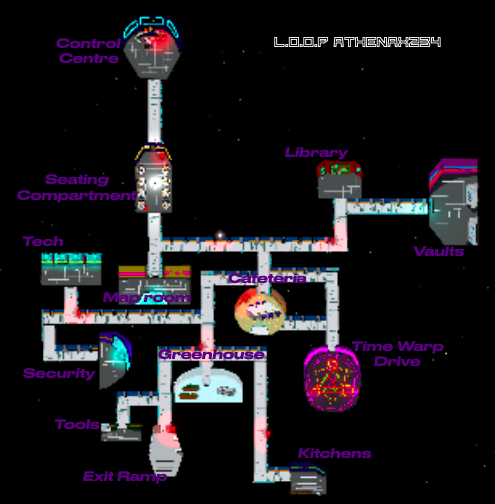 L.O.O.P ATHENAX234
Control
Centre
Library
Seating
Compartment
Tech
Vaults
Cafeteria
Map room
Time Warp
Drive
Greenhouse
Security
Tools
Kitchens
Exit Ramp